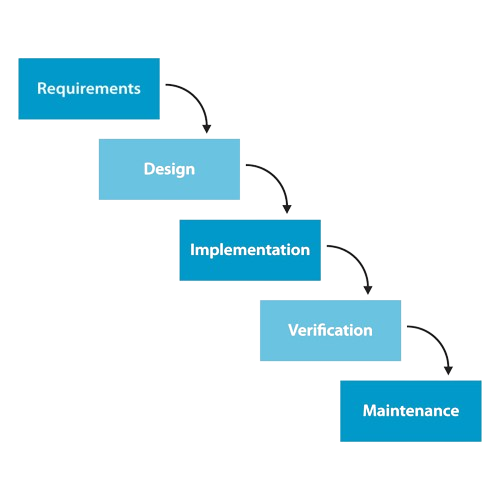 Requirements
Design
Implementation
Verification
Maintenance